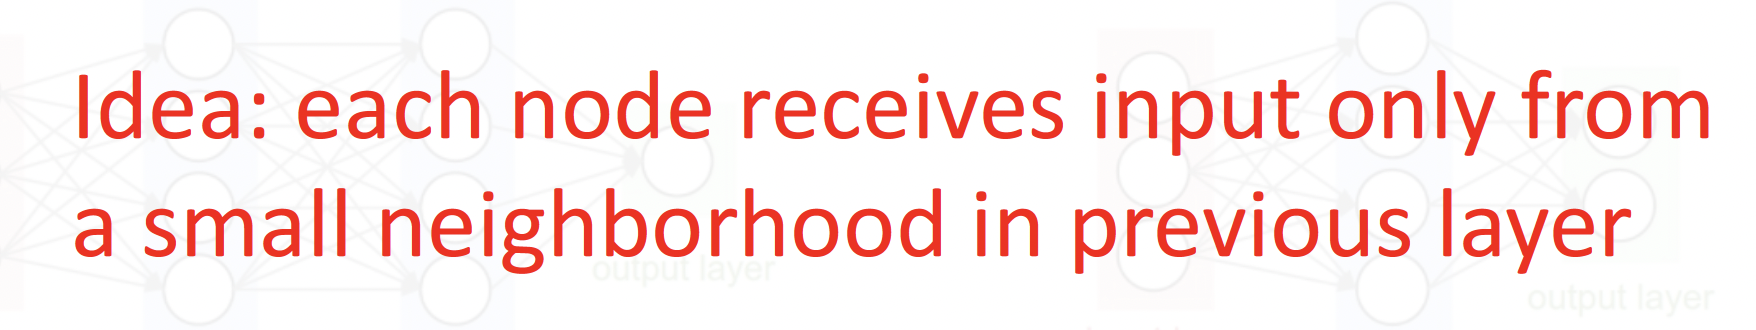 Idea: each node receives input only from
a small neighborhood in previous layer
output layer
output layer